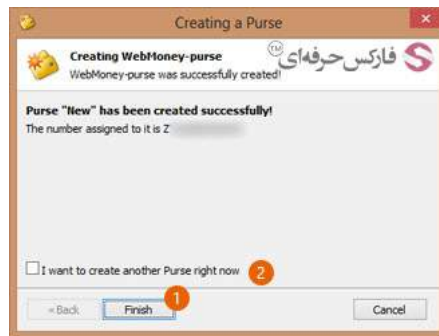 Creating a Purse
Creating WebMoney-purse
WebMoney-purse was successfully created!
فارکس حرفه‌ای™
Purse "New" has been created successfully!
The number assigned to it is Z
I want to create another Purse right now
2
1
< Back
Finish
Cancel